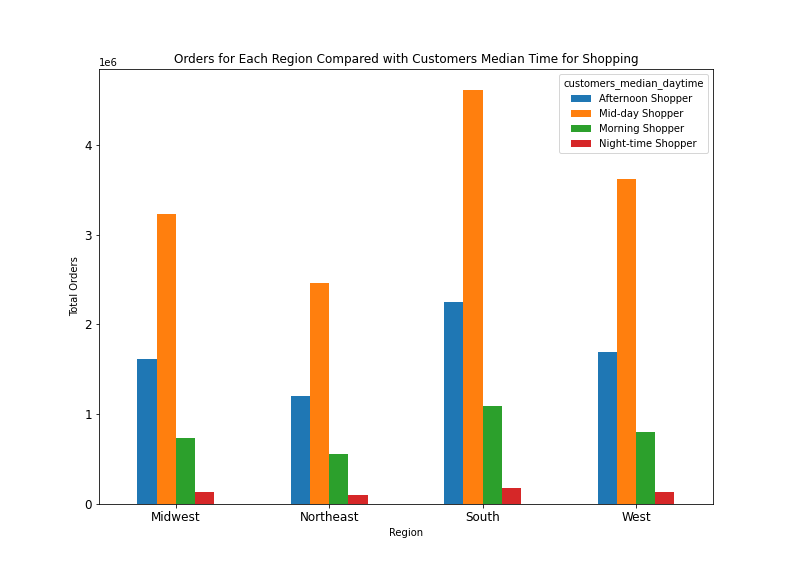 Orders for Each Region Compared with Customers Median Time for Shopping
1e6
customers_median_daytime
Afternoon Shopper
Mid-day Shopper
Morning Shopper
Night-time Shopper
4
3
2
1
0
Total Orders
Midwest Northeast South West
Region